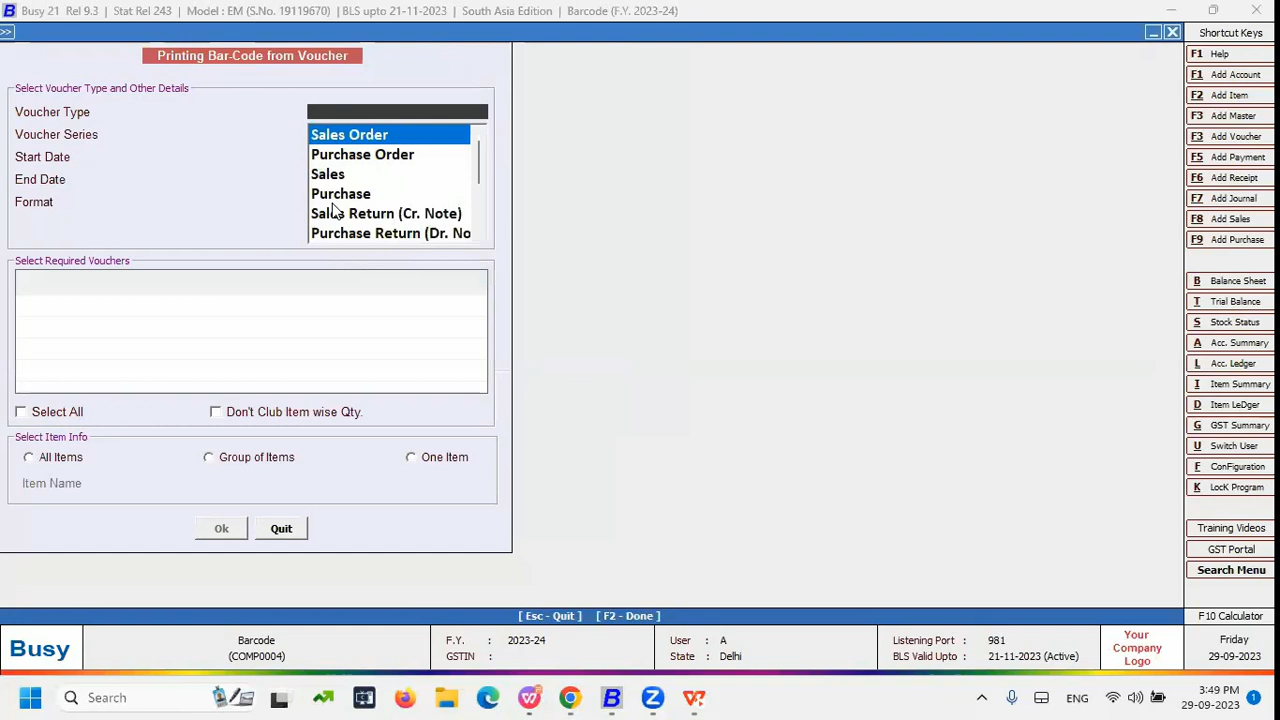 Busy 21 Rel 9.3 | Stat Rel 243 | Model : EM (S.No. 19119670) | BLS upto 21-11-2023 | South Asia Edition | Barcode (F.Y. 2023-24)
>>
Shortcut Keys
Printing Bar-Code from Voucher
Select Voucher Type and Other Details
Voucher Type
Voucher Series
Start Date
End Date
Format
Sales Order
Purchase Order
Sales
Purchase
Sales Return (Cr. Note)
Purchase Return (Dr. No
Select Required Vouchers
Select All
Don't Club Item wise Qty.
Select Item Info
All Items
Group of Items
One Item
Item Name
Ok
Quit
F1 Help
F1 Add Account
F2 Add Item
F3 Add Master
F3 Add Voucher
F5 Add Payment
F6 Add Receipt
F7 Add Journal
F8 Add Sales
F9 Add Purchase
B Balance Sheet
T Trial Balance
S Stock Status
A Acc. Summary
L Acc. Ledger
I Item Summary
D Item LeDger
G GST Summary
U Switch User
F ConFiguration
K LocK Program
Training Videos
GST Portal
Search Menu
[ Esc - Quit ] [ F2 - Done ]
F10 Calculator
Busy
Barcode
(COMP0004)
F.Y. : 2023-24
GSTIN :
User : A
State : Delhi
Listening Port : 981
BLS Valid Upto : 21-11-2023 (Active)
Your
Company
Logo
Friday
29-09-2023
Search
ENG
3:49 PM
29-09-2023
1